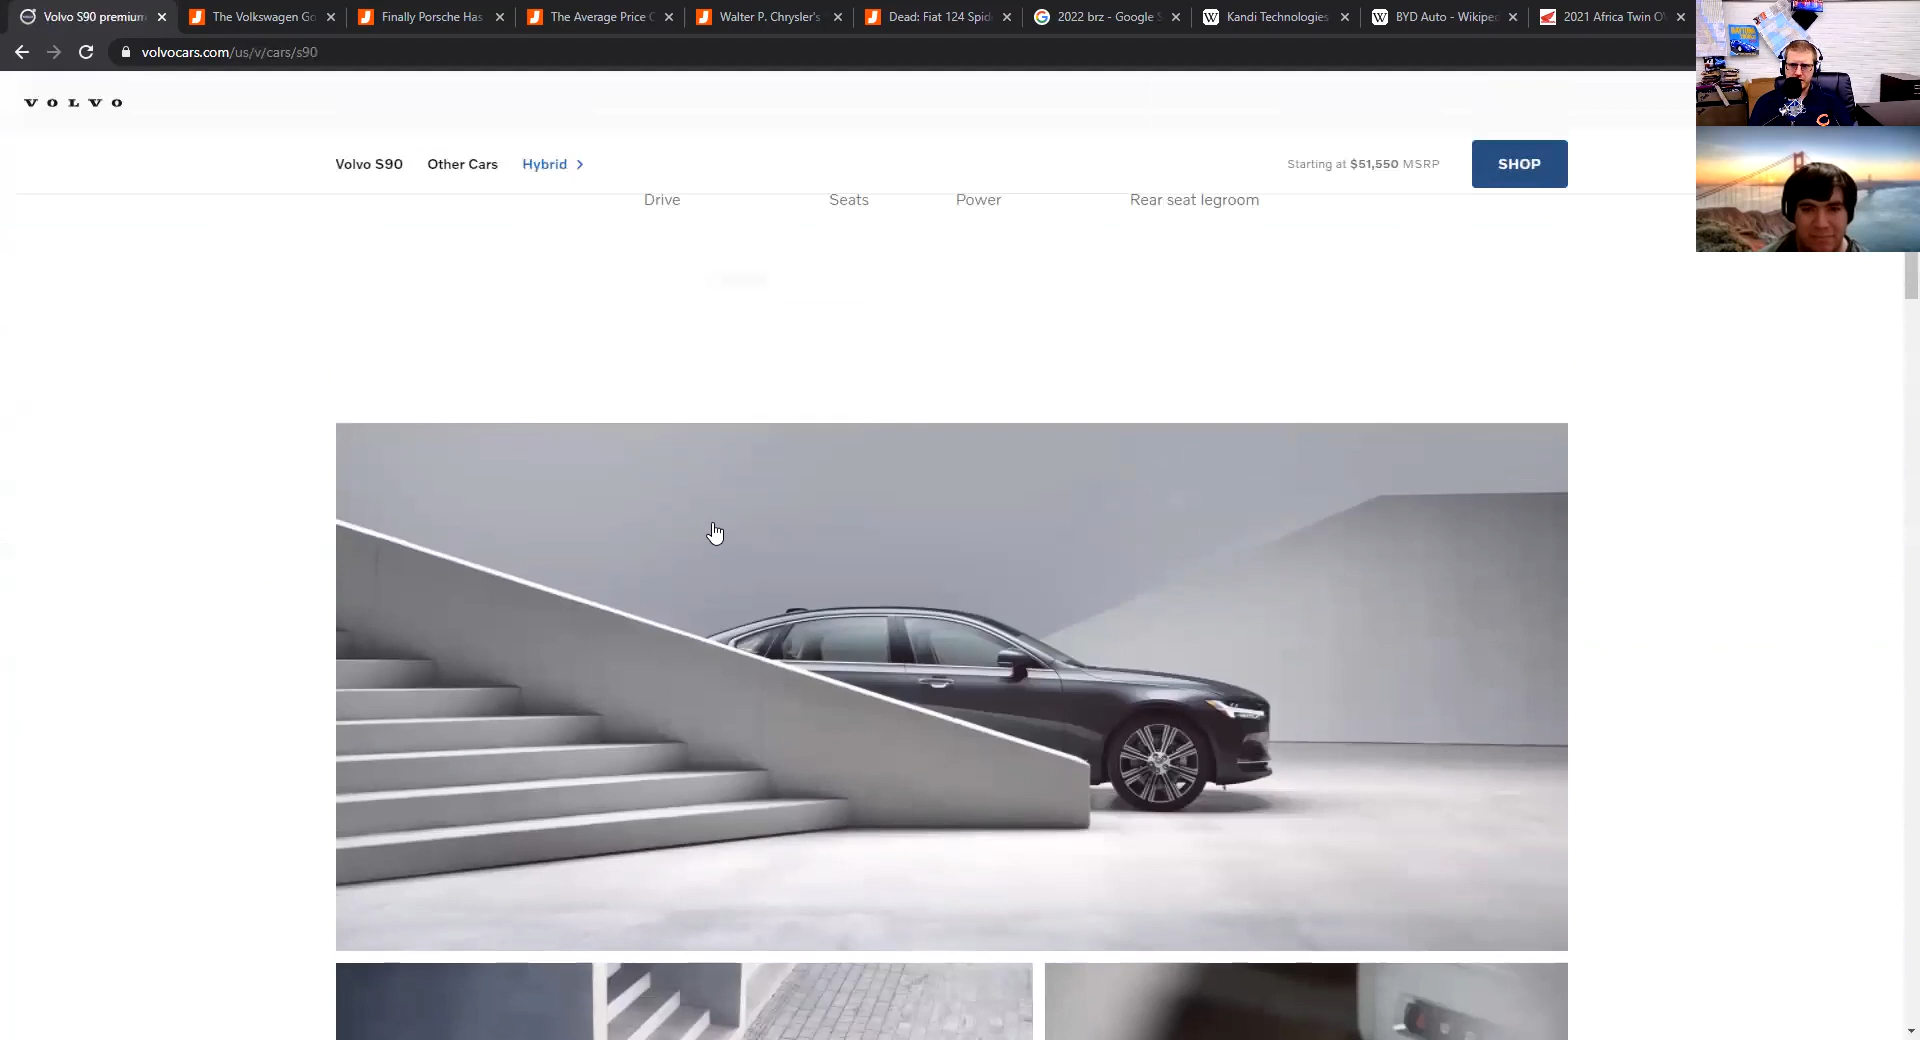 Volvo S90 premium
The Volkswagen Go
Finally Porsche Has
The Average Price
Walter P. Chrysler's
Dead: Fiat 124 Spid
2022 brz - Google S
Kandi Technologies
BYD Auto - Wikiped
2021 Africa Twin O
volvocars.com/us/v/cars/s90
VOLVO
Volvo S90 Other Cars Hybrid > Starting at $51,550 MSRP SHOP
Drive Seats Power Rear seat legroom